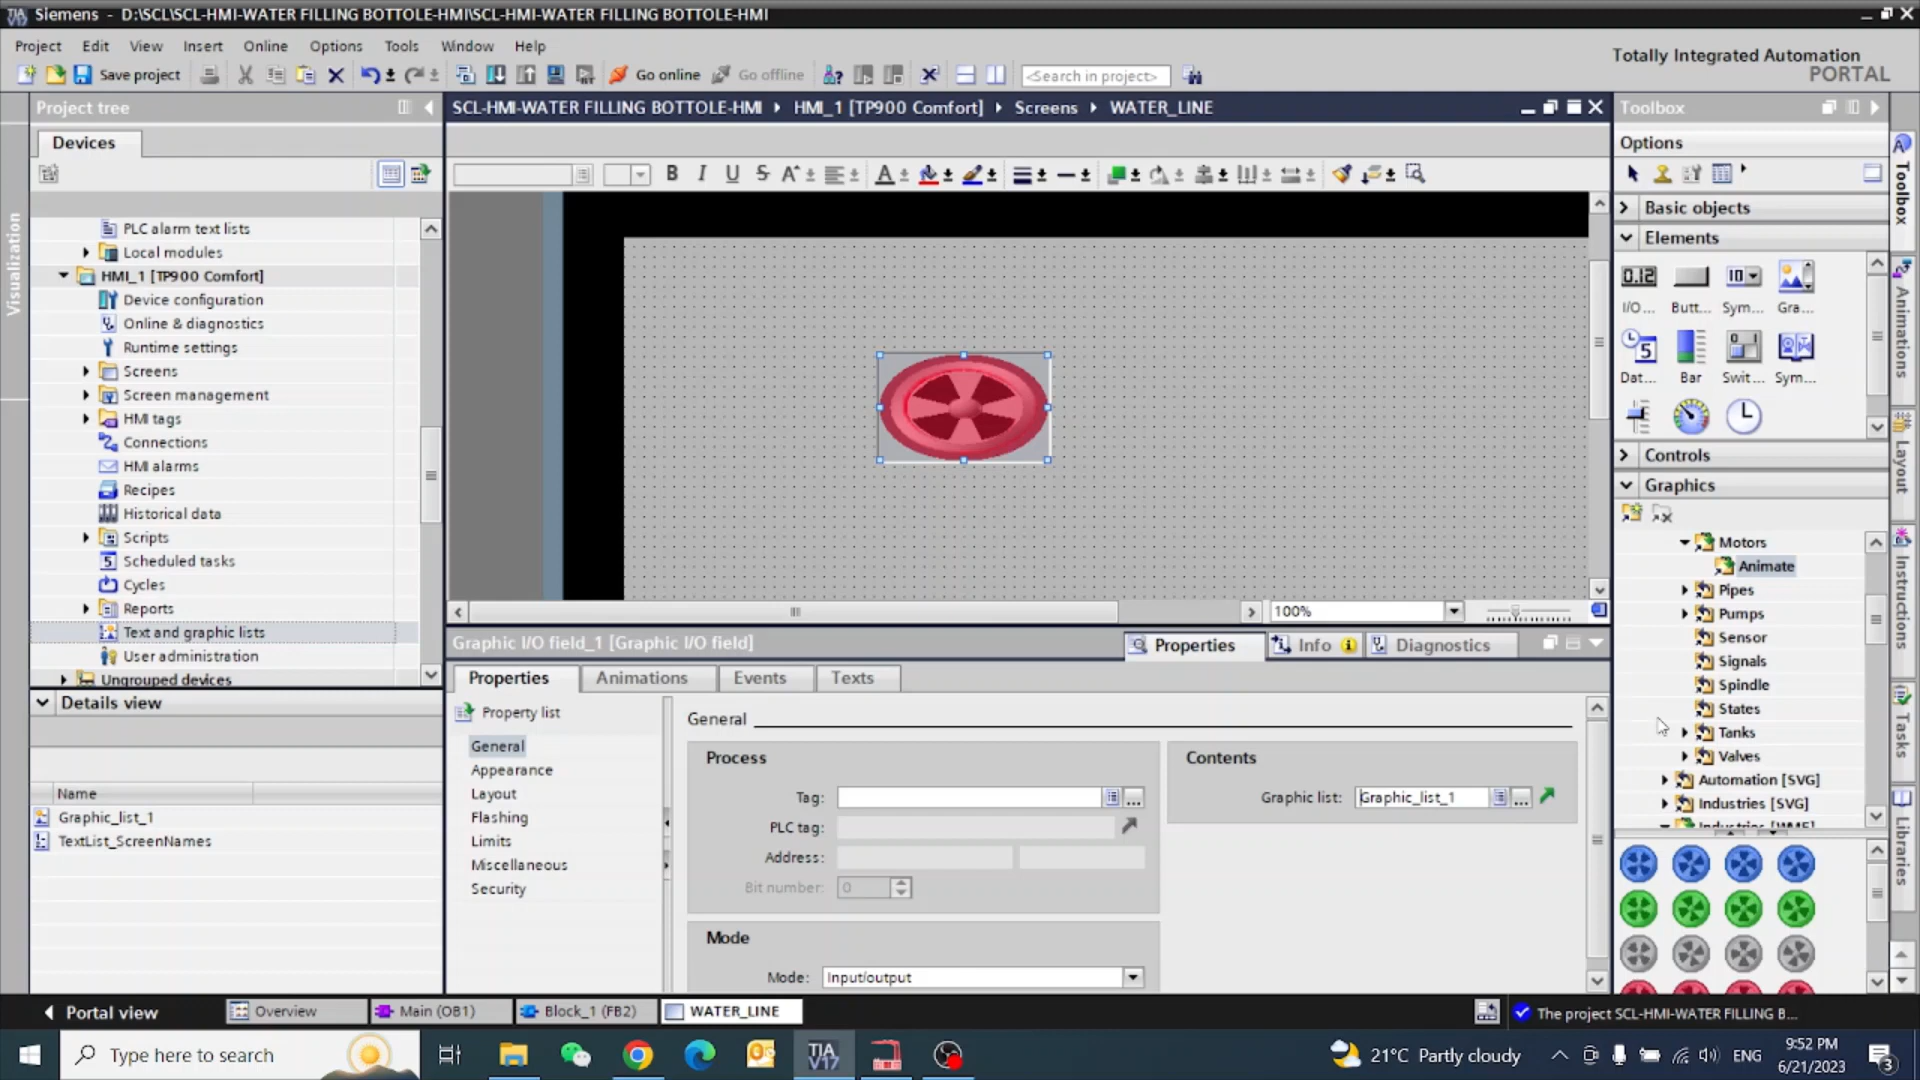 Siemens - D:\SCL\SCL-HMI-WATER FILLING BOTTOLE-HMI\SCL-HMI-WATER FILLING BOTTOLE-HMI
Project Edit View Insert Online Options Tools Window Help
Totally Integrated Automation
PORTAL
Save project
Go online
Go offline
<Search in project>
Project tree
SCL-HMI-WATER FILLING BOTTOLE-HMI
HMI_1 [TP900 Comfort]
Screens
WATER_LINE
Toolbox
Devices
Options
Visualization
PLC alarm text lists
Local modules
HMI_1 [TP900 Comfort]
Device configuration
Online & diagnostics
Runtime settings
Screens
Screen management
HMI tags
Connections
HMI alarms
Recipes
Historical data
Scripts
Scheduled tasks
Cycles
Reports
Text and graphic lists
User administration
Ungrouped devices
Details view
Name
Graphic_list_1
TextList_ScreenNames
B I U S A A
100%
Graphic I/O field_1 [Graphic I/O field]
Properties
Info
Diagnostics
Properties
Animations
Events
Texts
Property list
General
Appearance
Layout
Flashing
Limits
Miscellaneous
Security
General
Process
Tag:
PLC tag:
Address:
Bit number: 0
Mode
Mode: Input/output
Contents
Graphic list: Graphic_list_1
Basic objects
Elements
0.12
10
I/O... Butt... Sym... Gra...
5
Dat... Bar Swit... Sym...
Controls
Graphics
Motors
Animate
Pipes
Pumps
Sensor
Signals
Spindle
States
Tanks
Valves
Automation [SVG]
Industries [SVG]
Industries [WMF]
Toolbox
Animations
Layout
Instructions
Tasks
Libraries
Portal view
Overview
Main (OB1)
Block_1 (FB2)
WATER_LINE
The project SCL-HMI-WATER FILLING B...
Type here to search
TIA
V17
21°C Partly cloudy
ENG
9:52 PM
6/21/2023
3